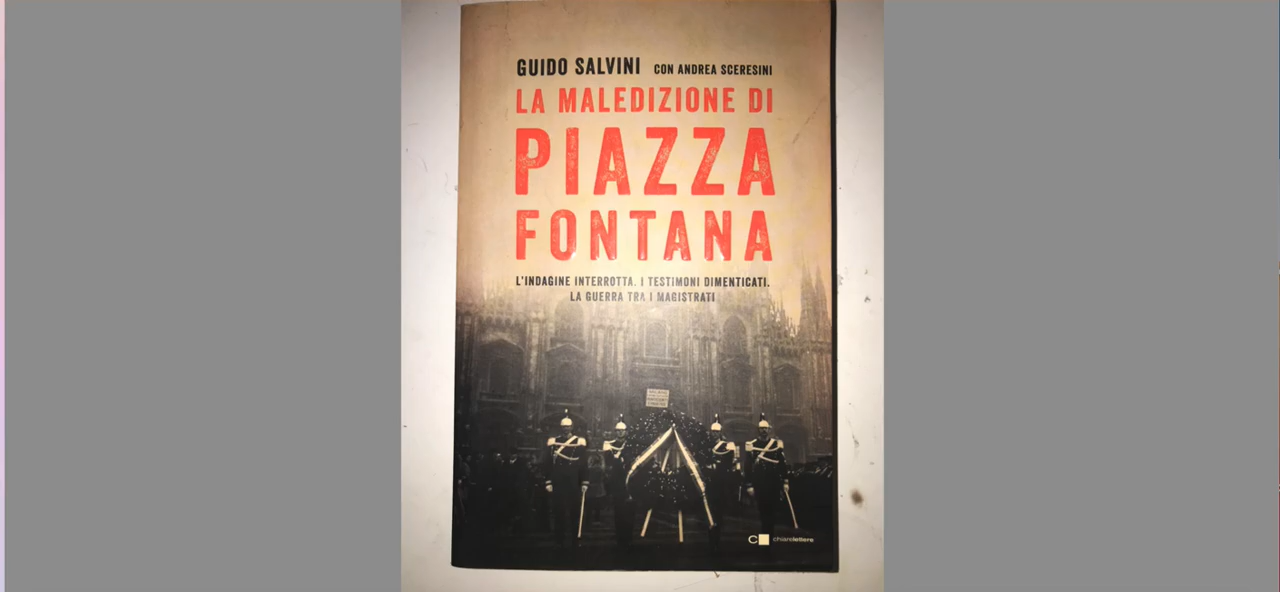 GUIDO SALVINI CON ANDREA SCERESINI
LA MALEDIZIONE DI
PIAZZA
FONTANA
L'INDAGINE INTERROTTA. I TESTIMONI DIMENTICATI.
LA GUERRA TRA I MAGISTRATI
C chiarelettere